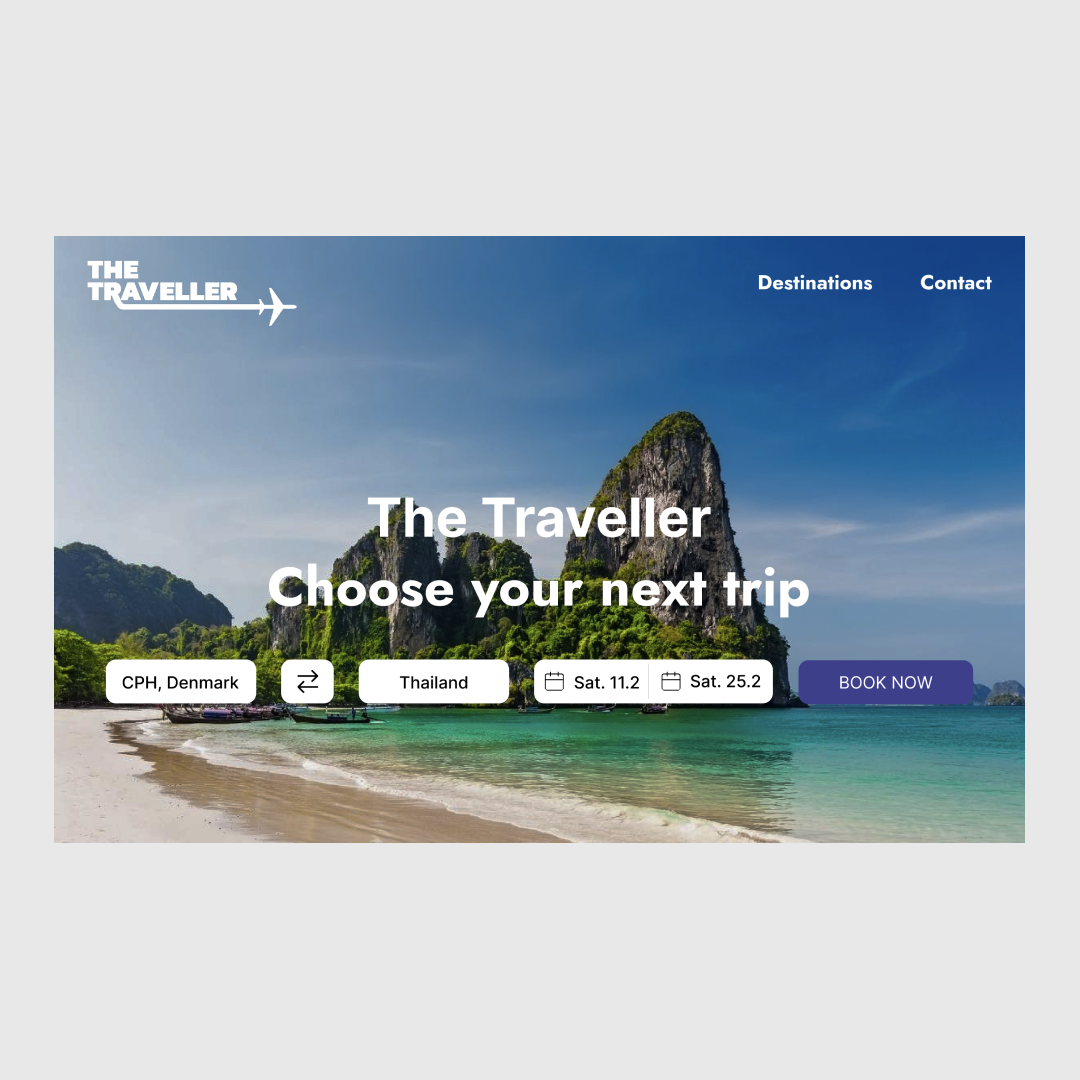 THE
TRAVELLER
Destinations Contact
The Traveller
Choose your next trip
CPH, Denmark Thailand Sat. 11.2 Sat. 25.2 BOOK NOW